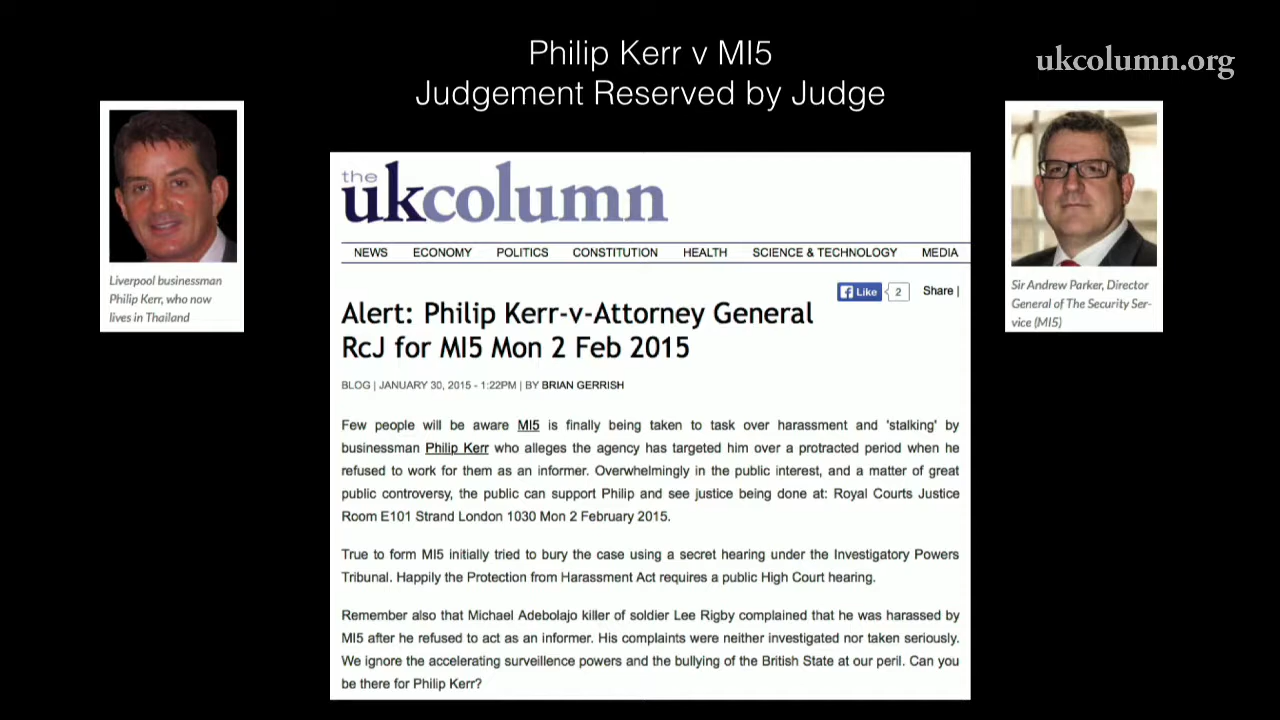 Philip Kerr v MI5
Judgement Reserved by Judge
ukcolumn.org
Liverpool businessman
Philip Kerr, who now
lives in Thailand
Sir Andrew Parker, Director
General of The Security Ser-
vice (MI5)
the
ukcolumn
NEWS ECONOMY POLITICS CONSTITUTION HEALTH SCIENCE & TECHNOLOGY MEDIA
Like 2 Share |
Alert: Philip Kerr-v-Attorney General
RcJ for MI5 Mon 2 Feb 2015
BLOG | JANUARY 30, 2015 - 1:22PM | BY BRIAN GERRISH
Few people will be aware MI5 is finally being taken to task over harassment and 'stalking' by
businessman Philip Kerr who alleges the agency has targeted him over a protracted period when he
refused to work for them as an informer. Overwhelmingly in the public interest, and a matter of great
public controversy, the public can support Philip and see justice being done at: Royal Courts Justice
Room E101 Strand London 1030 Mon 2 February 2015.
True to form MI5 initially tried to bury the case using a secret hearing under the Investigatory Powers
Tribunal. Happily the Protection from Harassment Act requires a public High Court hearing.
Remember also that Michael Adebolajo killer of soldier Lee Rigby complained that he was harassed by
MI5 after he refused to act as an informer. His complaints were neither investigated nor taken seriously.
We ignore the accelerating surveillence powers and the bullying of the British State at our peril. Can you
be there for Philip Kerr?